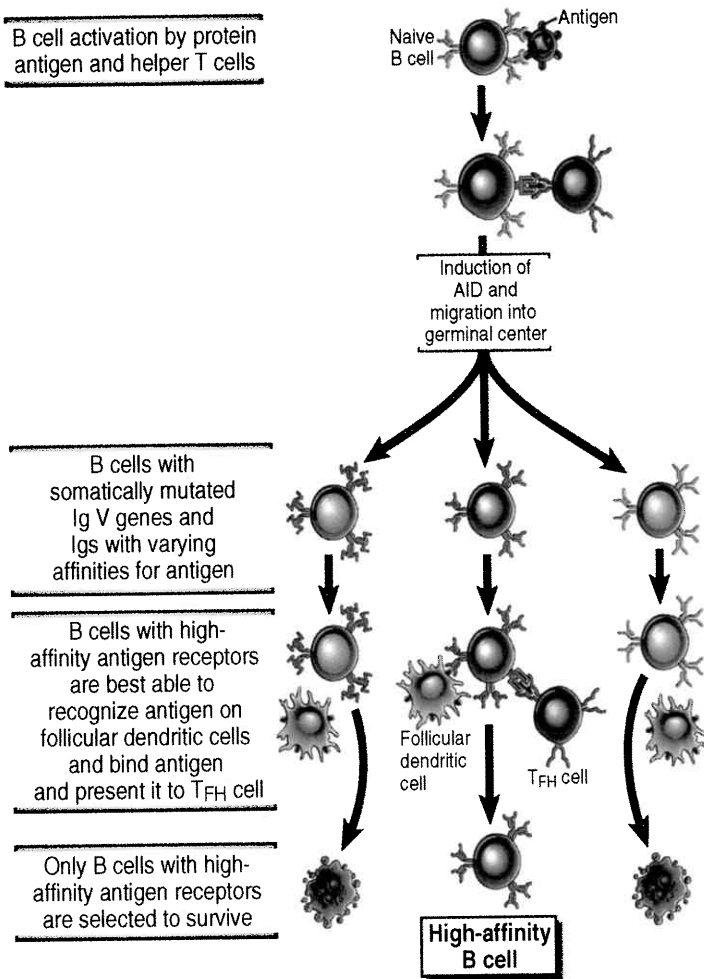 B cell activation by protein
antigen and helper T cells
Antigen
Naive
B cell
Induction of
AID and
migration into
germinal center
B cells with
somatically mutated
Ig V genes and
Igs with varying
affinities for antigen
B cells with high-
affinity antigen receptors
are best able to
recognize antigen on
follicular dendritic cells
and bind antigen
and present it to TFH cell
Follicular
dendritic
cell
TFH cell
Only B cells with high-
affinity antigen receptors
are selected to survive
High-affinity
B cell